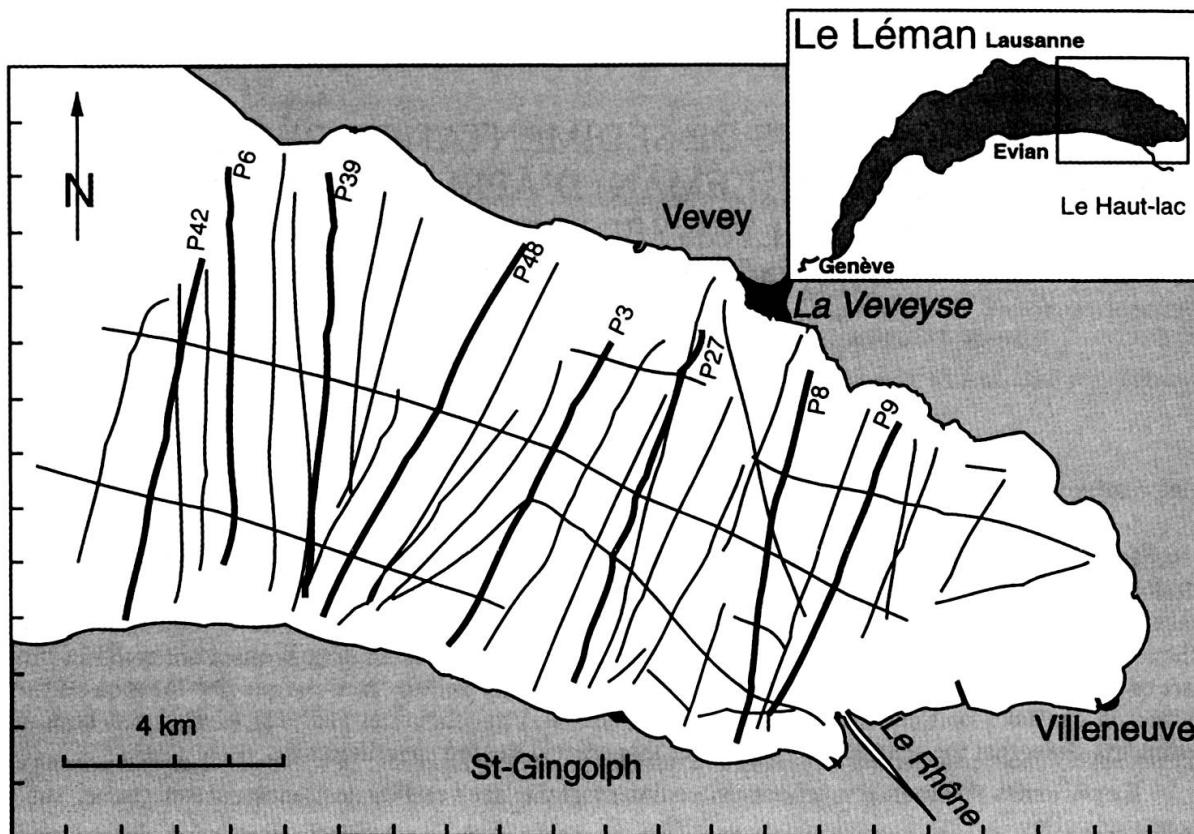 Le Léman
Lausanne
Evian
Le Haut-lac
Genève
N
P42
P6
P39
P48
Vevey
La Veveyse
P3
P27
P8
P9
4 km
St-Gingolph
Le Rhône
Villeneuve